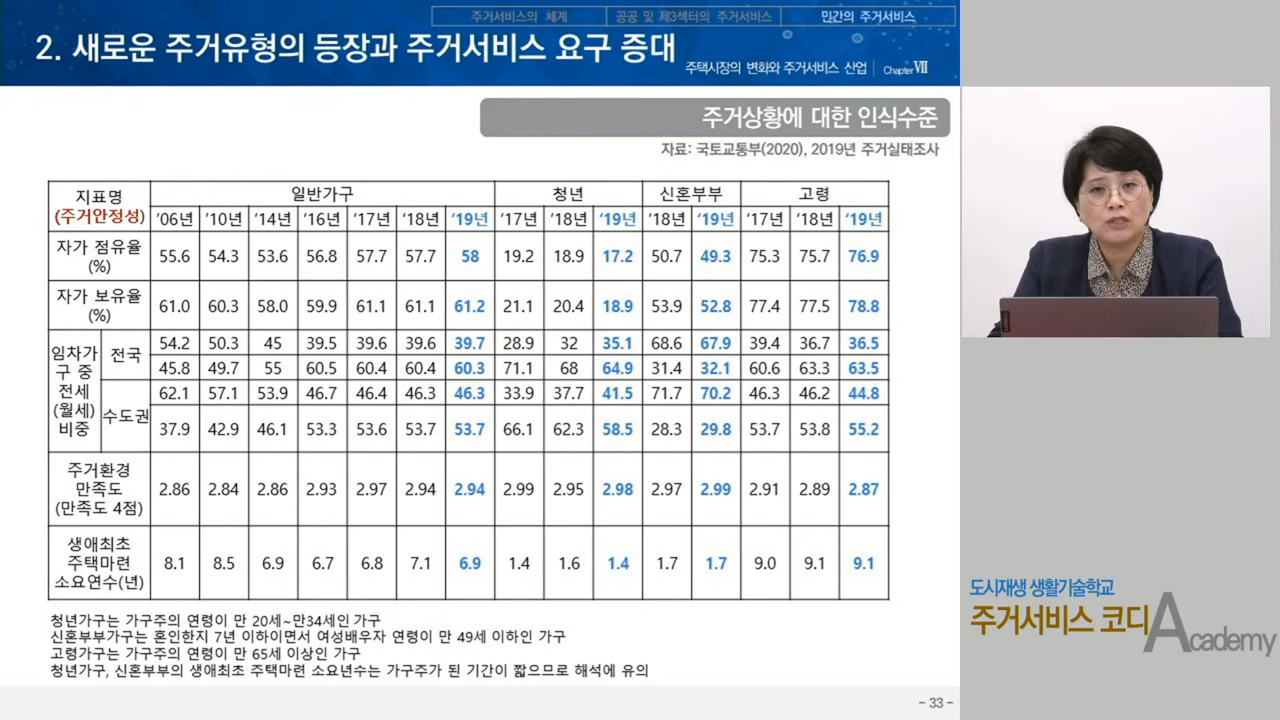 주거서비스의 체계 공공 및 제3섹터의 주거서비스 민간의 주거서비스
2. 새로운 주거유형의 등장과 주거서비스 요구 증대
주택시장의 변화와 주거서비스 산업 Chapter Ⅶ
주거상황에 대한 인식수준
자료: 국토교통부(2020), 2019년 주거실태조사
지표명 (주거안정성) 일반가구 청년 신혼부부 고령
‘06년 ‘10년 ‘14년 ‘16년 ‘17년 ‘18년 ‘19년 ‘17년 ‘18년 ‘19년 ‘18년 ‘19년 ‘17년 ‘18년 ‘19년
자가 점유율 (%) 55.6 54.3 53.6 56.8 57.7 57.7 58 19.2 18.9 17.2 50.7 49.3 75.3 75.7 76.9
자가 보유율 (%) 61.0 60.3 58.0 59.9 61.1 61.1 61.2 21.1 20.4 18.9 53.9 52.8 77.4 77.5 78.8
임차가구 중 전세 (월세) 비중 전국 54.2 50.3 45 39.5 39.6 39.6 39.7 28.9 32 35.1 68.6 67.9 39.4 36.7 36.5
45.8 49.7 55 60.5 60.4 60.4 60.3 71.1 68 64.9 31.4 32.1 60.6 63.3 63.5
수도권 62.1 57.1 53.9 46.7 46.4 46.3 46.3 33.9 37.7 41.5 71.7 70.2 46.3 46.2 44.8
37.9 42.9 46.1 53.3 53.6 53.7 53.7 66.1 62.3 58.5 28.3 29.8 53.7 53.8 55.2
주거환경 만족도 (만족도 4점) 2.86 2.84 2.86 2.93 2.97 2.94 2.94 2.99 2.95 2.98 2.97 2.99 2.91 2.89 2.87
생애최초 주택마련 소요연수(년) 8.1 8.5 6.9 6.7 6.8 7.1 6.9 1.4 1.6 1.4 1.7 1.7 9.0 9.1 9.1
청년가구는 가구주의 연령이 만 20세~만34세인 가구
신혼부부가구는 혼인한지 7년 이하이면서 여성배우자 연령이 만 49세 이하인 가구
고령가구는 가구주의 연령이 만 65세 이상인 가구
청년가구, 신혼부부의 생애최초 주택마련 소요년수는 가구주가 된 기간이 짧으므로 해석에 유의
- 33 -
도시재생 생활기술학교
주거서비스 코디 Academy